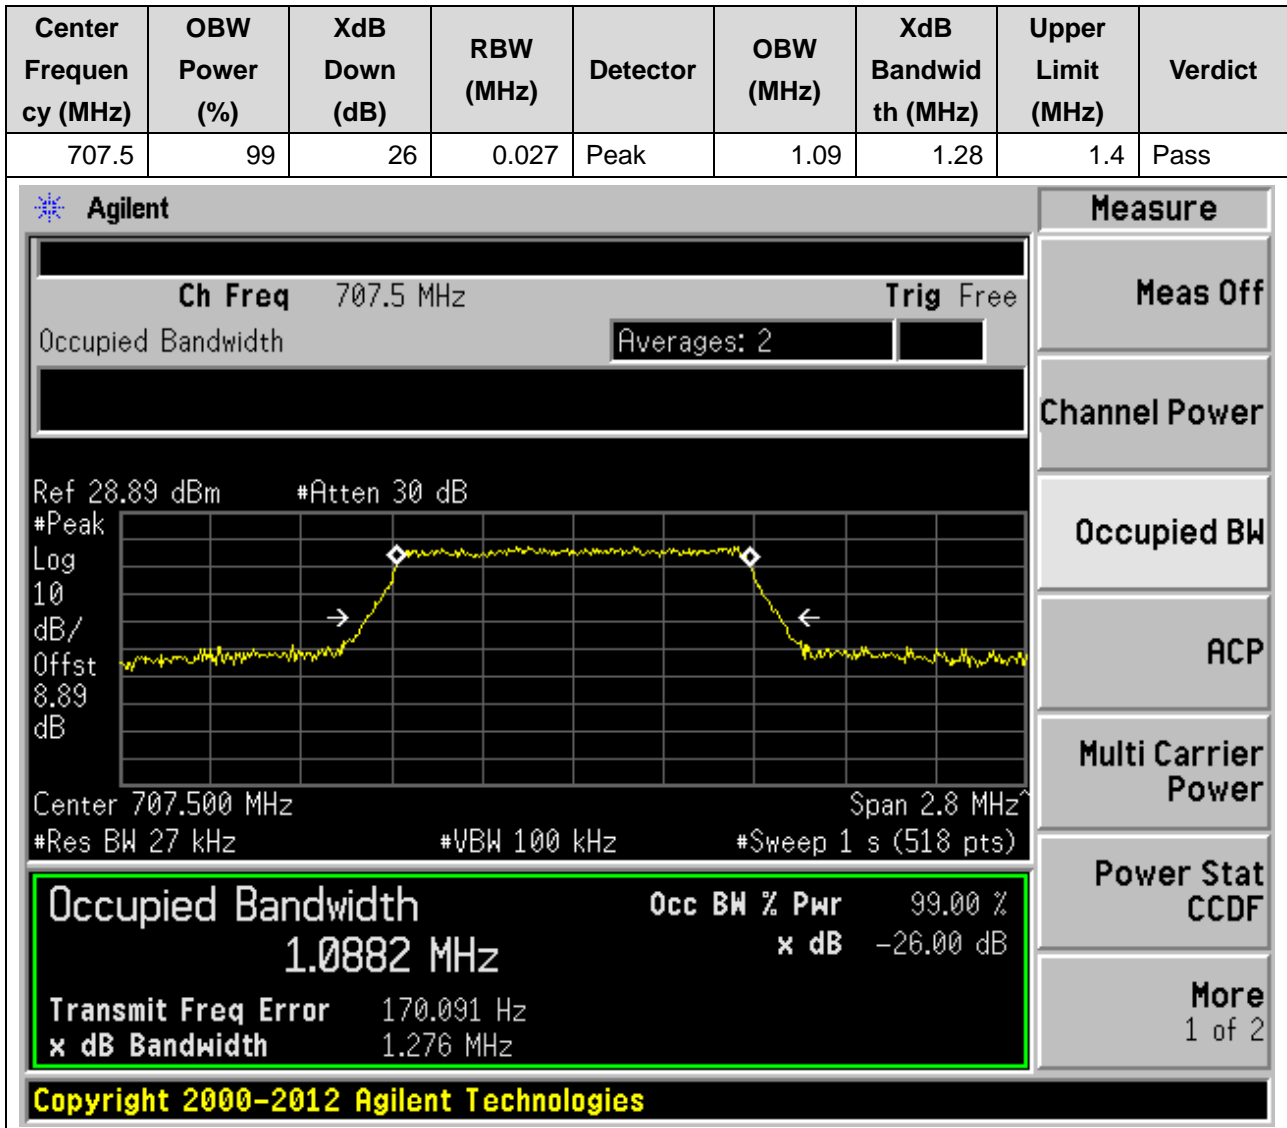 Center Frequen cy (MHz)
OBW Power (%)
XdB Down (dB)
RBW (MHz)
Detector
OBW (MHz)
XdB Bandwid th (MHz)
Upper Limit (MHz)
Verdict
707.5 99 26 0.027 Peak 1.09 1.28 1.4 Pass
Agilent
Measure
Ch Freq 707.5 MHz Trig Free
Meas Off
Occupied Bandwidth Averages: 2
Channel Power
Ref 28.89 dBm #Atten 30 dB
#Peak
Log
10
dB/
Offst
8.89
dB
Occupied BW
ACP
Multi Carrier
Power
Center 707.500 MHz Span 2.8 MHz^
#Res BW 27 kHz #VBW 100 kHz #Sweep 1 s (518 pts)
Power Stat
CCDF
Occupied Bandwidth Occ BW % Pwr 99.00 %
1.0882 MHz x dB -26.00 dB
More
1 of 2
Transmit Freq Error 170.091 Hz
x dB Bandwidth 1.276 MHz
Copyright 2000-2012 Agilent Technologies